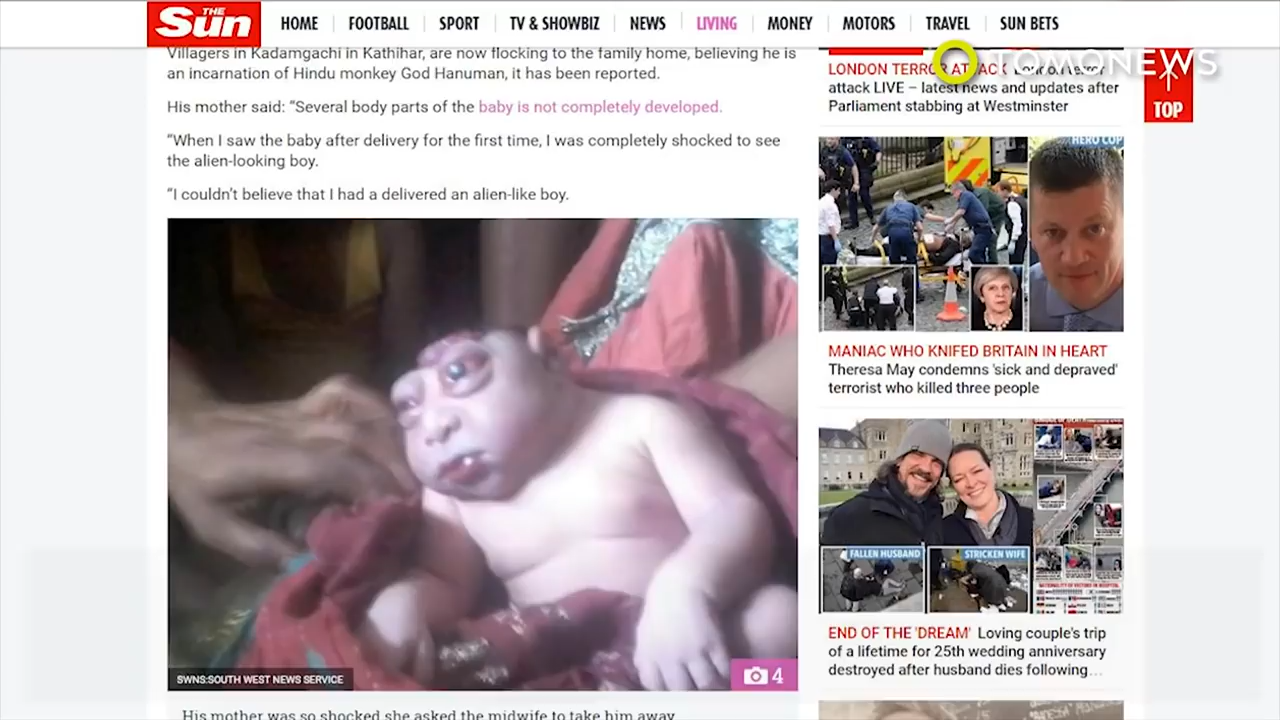 THE
Sun
HOME FOOTBALL SPORT TV & SHOWBIZ NEWS LIVING MONEY MOTORS TRAVEL SUN BETS
Villagers in Kadamgachi in Kathihar, are now flocking to the family home, believing he is
an incarnation of Hindu monkey God Hanuman, it has been reported.
His mother said: “Several body parts of the baby is not completely developed.
“When I saw the baby after delivery for the first time, I was completely shocked to see
the alien-looking boy.
“I couldn’t believe that I had a delivered an alien-like boy.
SWNS:SOUTH WEST NEWS SERVICE
4
His mother was so shocked she asked the midwife to take him away
TOMONEWS
TOP
LONDON TERROR ATTACK London terror
attack LIVE – latest news and updates after
Parliament stabbing at Westminster
HERO COP
MANIAC WHO KNIFED BRITAIN IN HEART
Theresa May condemns 'sick and depraved'
terrorist who killed three people
FALLEN HUSBAND
STRICKEN WIFE
END OF THE 'DREAM' Loving couple's trip
of a lifetime for 25th wedding anniversary
destroyed after husband dies following...